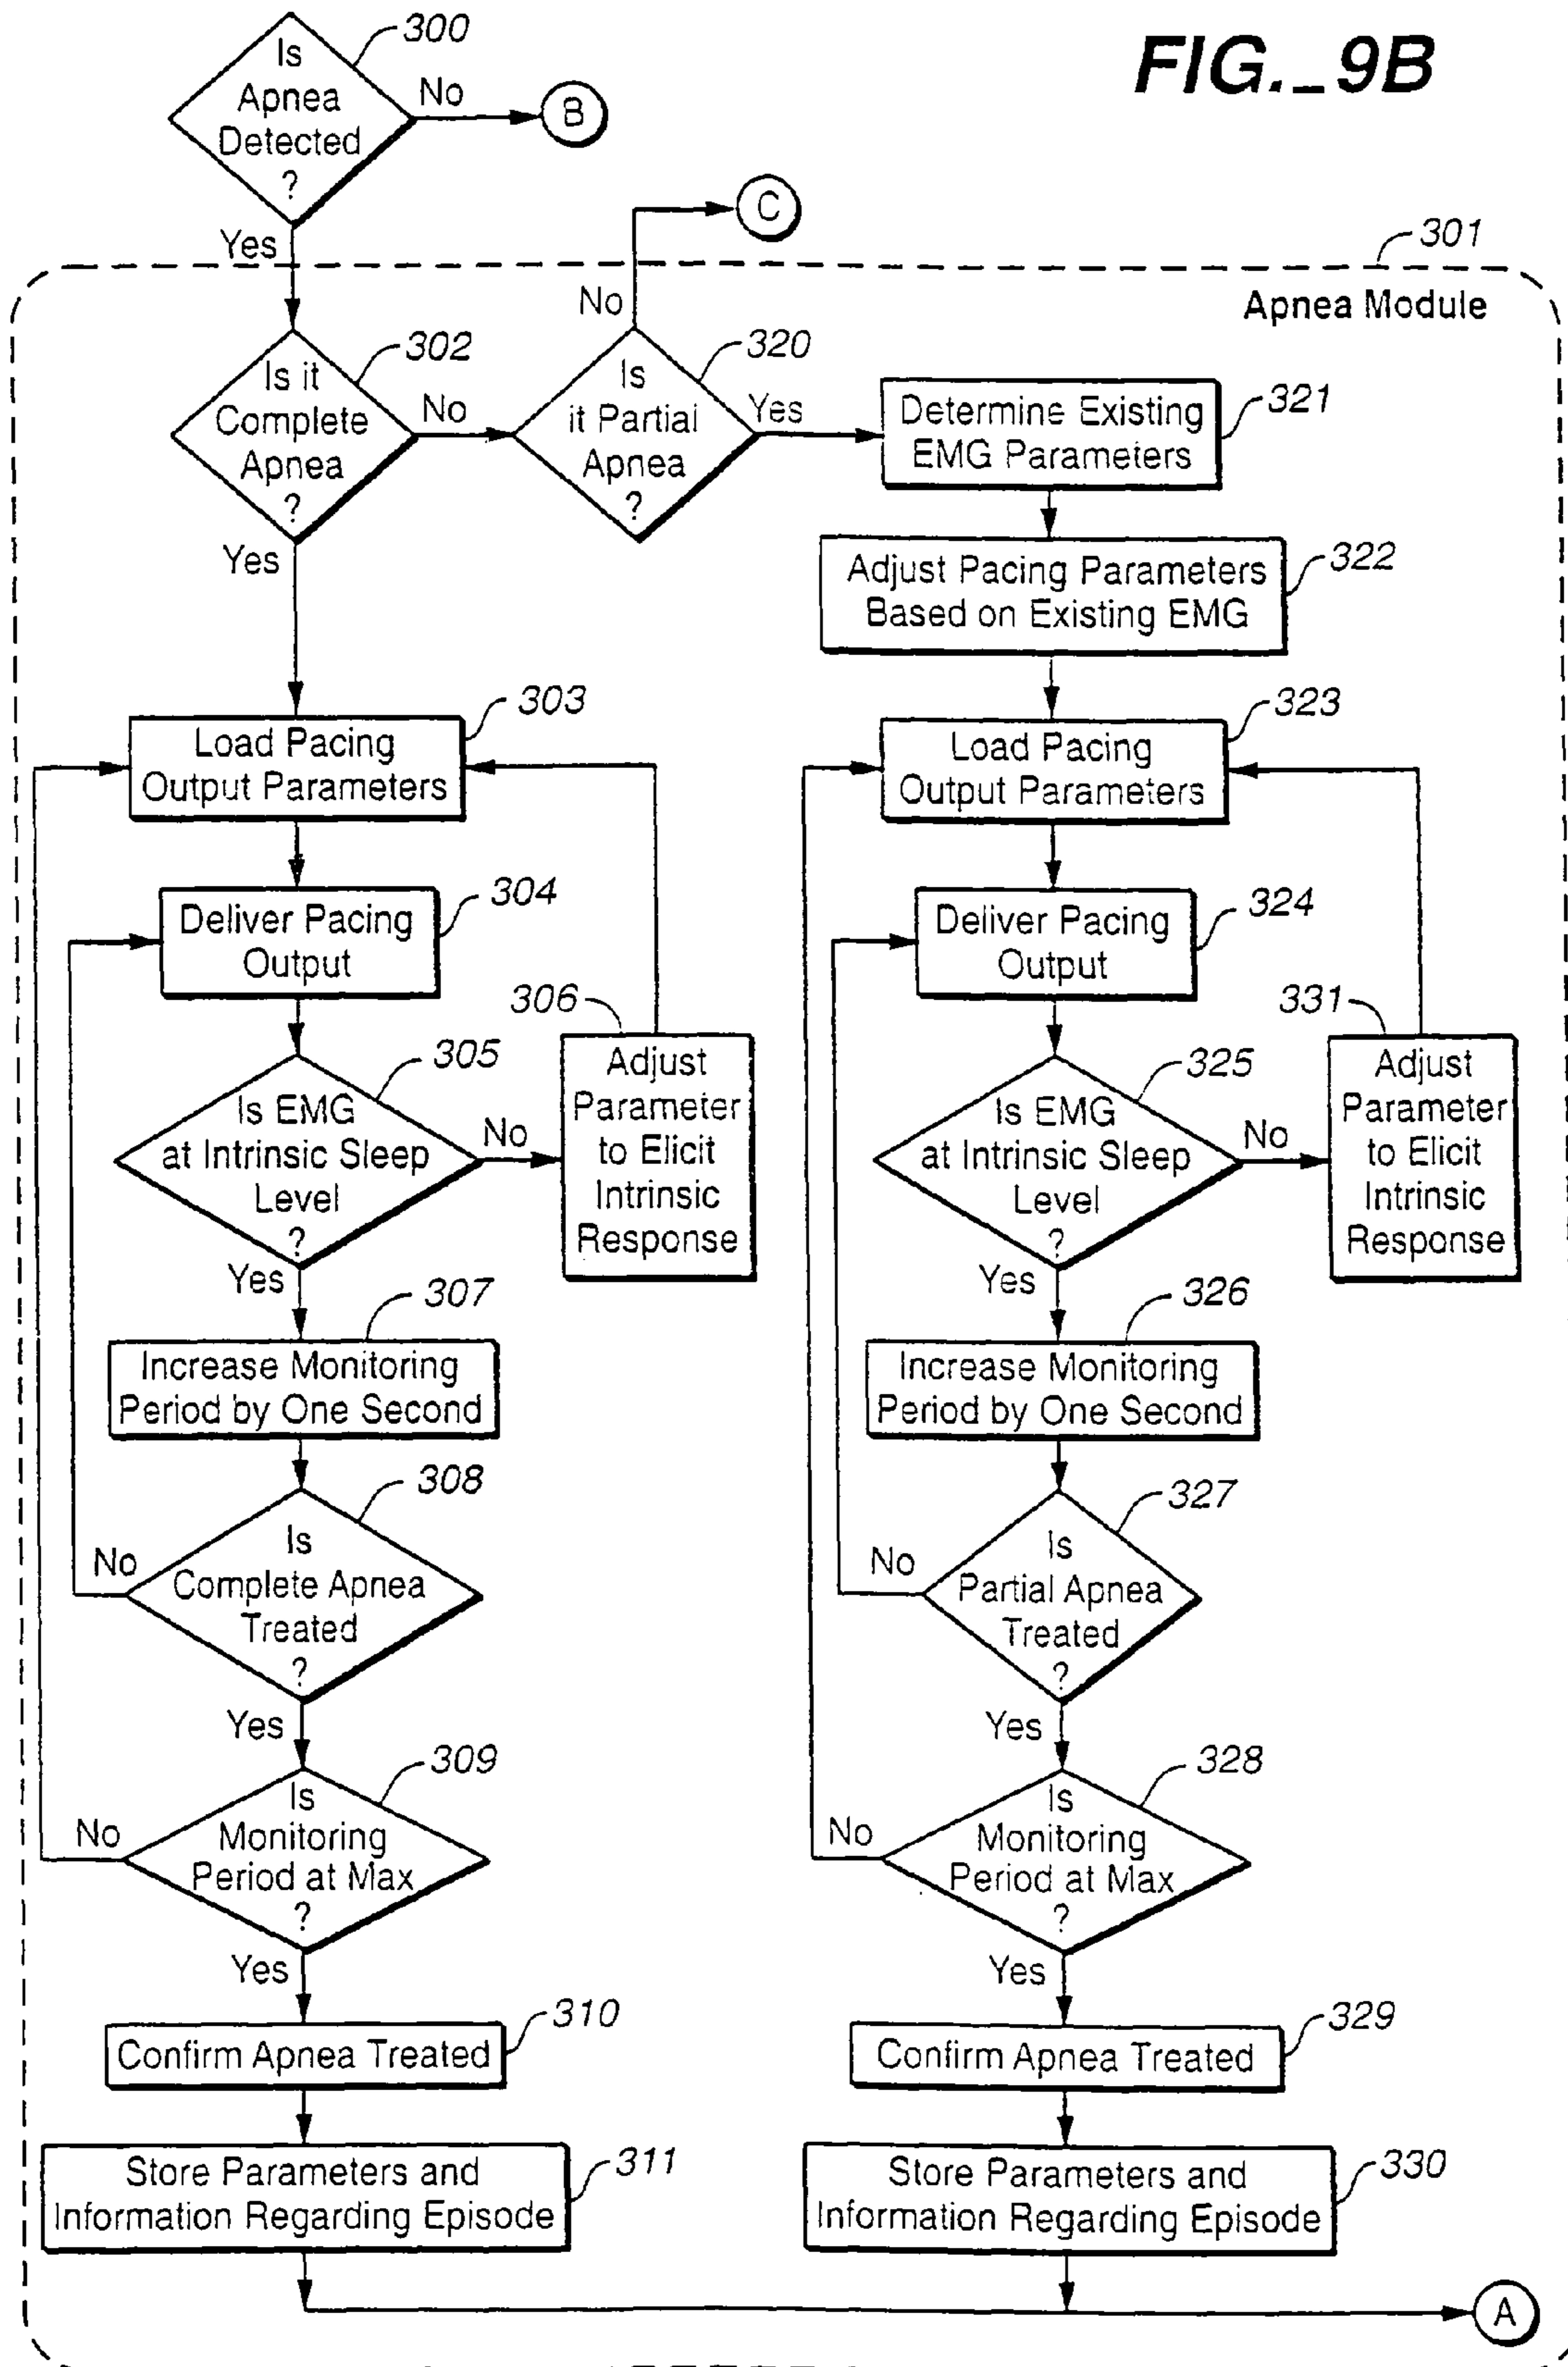 FIG._9B
300
Is
Apnea
Detected
?
No
B
Yes
C
301
Apnea Module
302
Is it
Complete
Apnea
?
No
Yes
320
No
Is
it Partial
Apnea
?
Yes
Determine Existing
EMG Parameters
321
Adjust Pacing Parameters
Based on Existing EMG
322
303
Load Pacing
Output Parameters
304
Deliver Pacing
Output
305
Is EMG
at Intrinsic Sleep
Level
?
No
Yes
306
Adjust
Parameter
to Elicit
Intrinsic
Response
307
Increase Monitoring
Period by One Second
308
Is
Complete Apnea
Treated
?
No
Yes
309
Is
Monitoring
Period at Max
?
No
Yes
310
Confirm Apnea Treated
311
Store Parameters and
Information Regarding Episode
323
Load Pacing
Output Parameters
324
Deliver Pacing
Output
325
Is EMG
at Intrinsic Sleep
Level
?
No
Yes
331
Adjust
Parameter
to Elicit
Intrinsic
Response
326
Increase Monitoring
Period by One Second
327
Is
Partial Apnea
Treated
?
No
Yes
328
Is
Monitoring
Period at Max
?
No
Yes
329
Confirm Apnea Treated
330
Store Parameters and
Information Regarding Episode
A